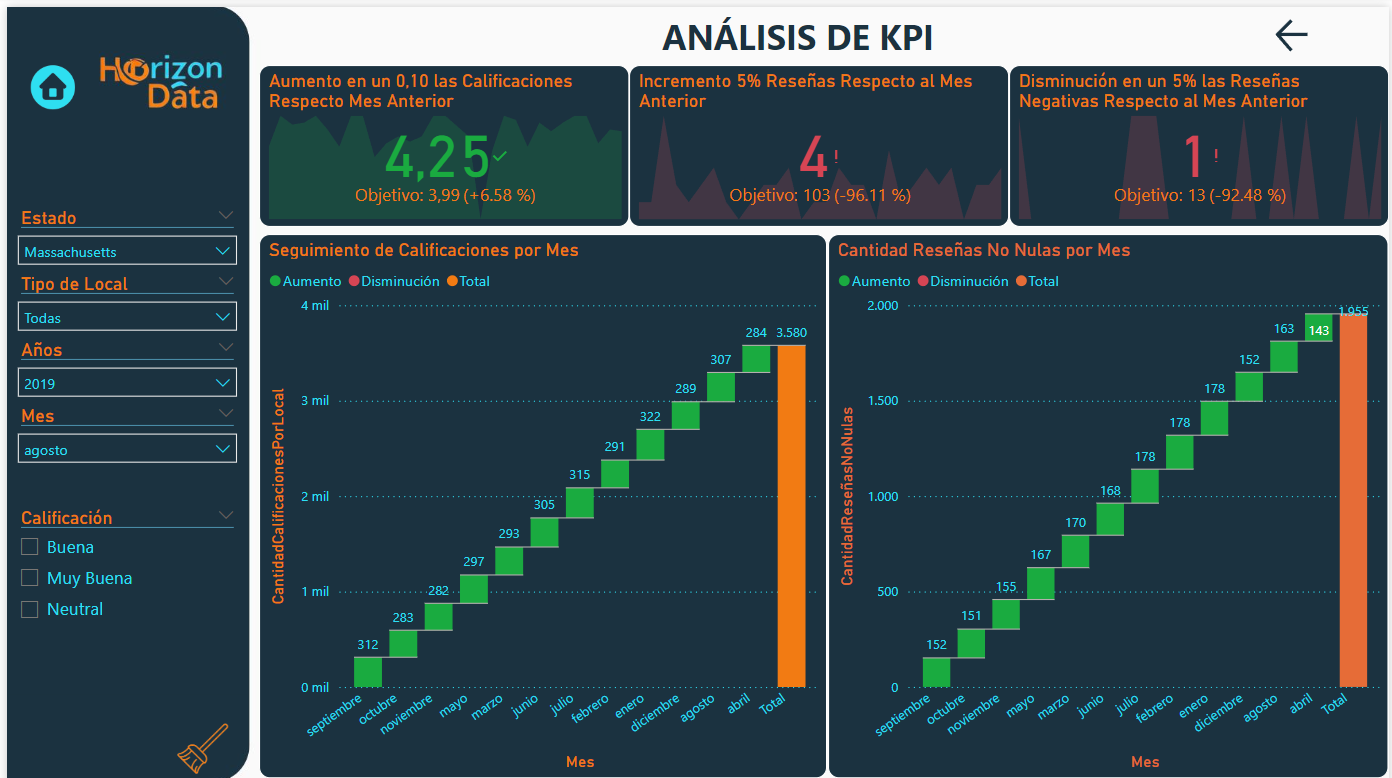 Horizon
Data
ANÁLISIS DE KPI
Estado
Massachusetts
Tipo de Local
Todas
Años
2019
Mes
agosto
Calificación
Buena
Muy Buena
Neutral
Aumento en un 0,10 las Calificaciones
Respecto Mes Anterior
4,25
Objetivo: 3,99 (+6.58 %)
Incremento 5% Reseñas Respecto al Mes
Anterior
4!
Objetivo: 103 (-96.11 %)
Disminución en un 5% las Reseñas
Negativas Respecto al Mes Anterior
1!
Objetivo: 13 (-92.48 %)
Seguimiento de Calificaciones por Mes
Aumento Disminución Total
CantidadCalificacionesPorLocal
4 mil
3 mil
2 mil
1 mil
0 mil
312
283
282
297
293
305
315
291
322
289
307
284
3.580
septiembre
octubre
noviembre
mayo
marzo
junio
julio
febrero
enero
diciembre
agosto
abril
Total
Mes
Cantidad Reseñas No Nulas por Mes
Aumento Disminución Total
CantidadReseñasNoNulas
2.000
1.500
1.000
500
0
152
151
155
167
170
168
178
178
178
152
163
143
1.955
septiembre
octubre
noviembre
mayo
marzo
junio
julio
febrero
enero
diciembre
agosto
abril
Total
Mes